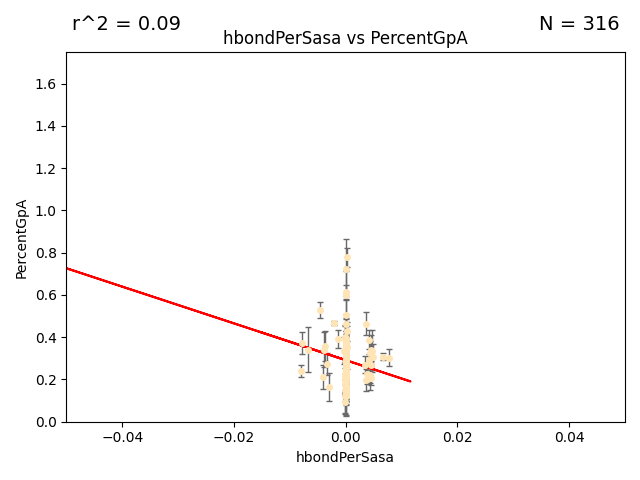 r^2 = 0.09
N = 316
hbondPerSasa vs PercentGpA
1.6
1.4
1.2
1.0
0.8
0.6
0.4
0.2
0.0
PercentGpA
−0.04
−0.02
0.00
0.02
0.04
hbondPerSasa